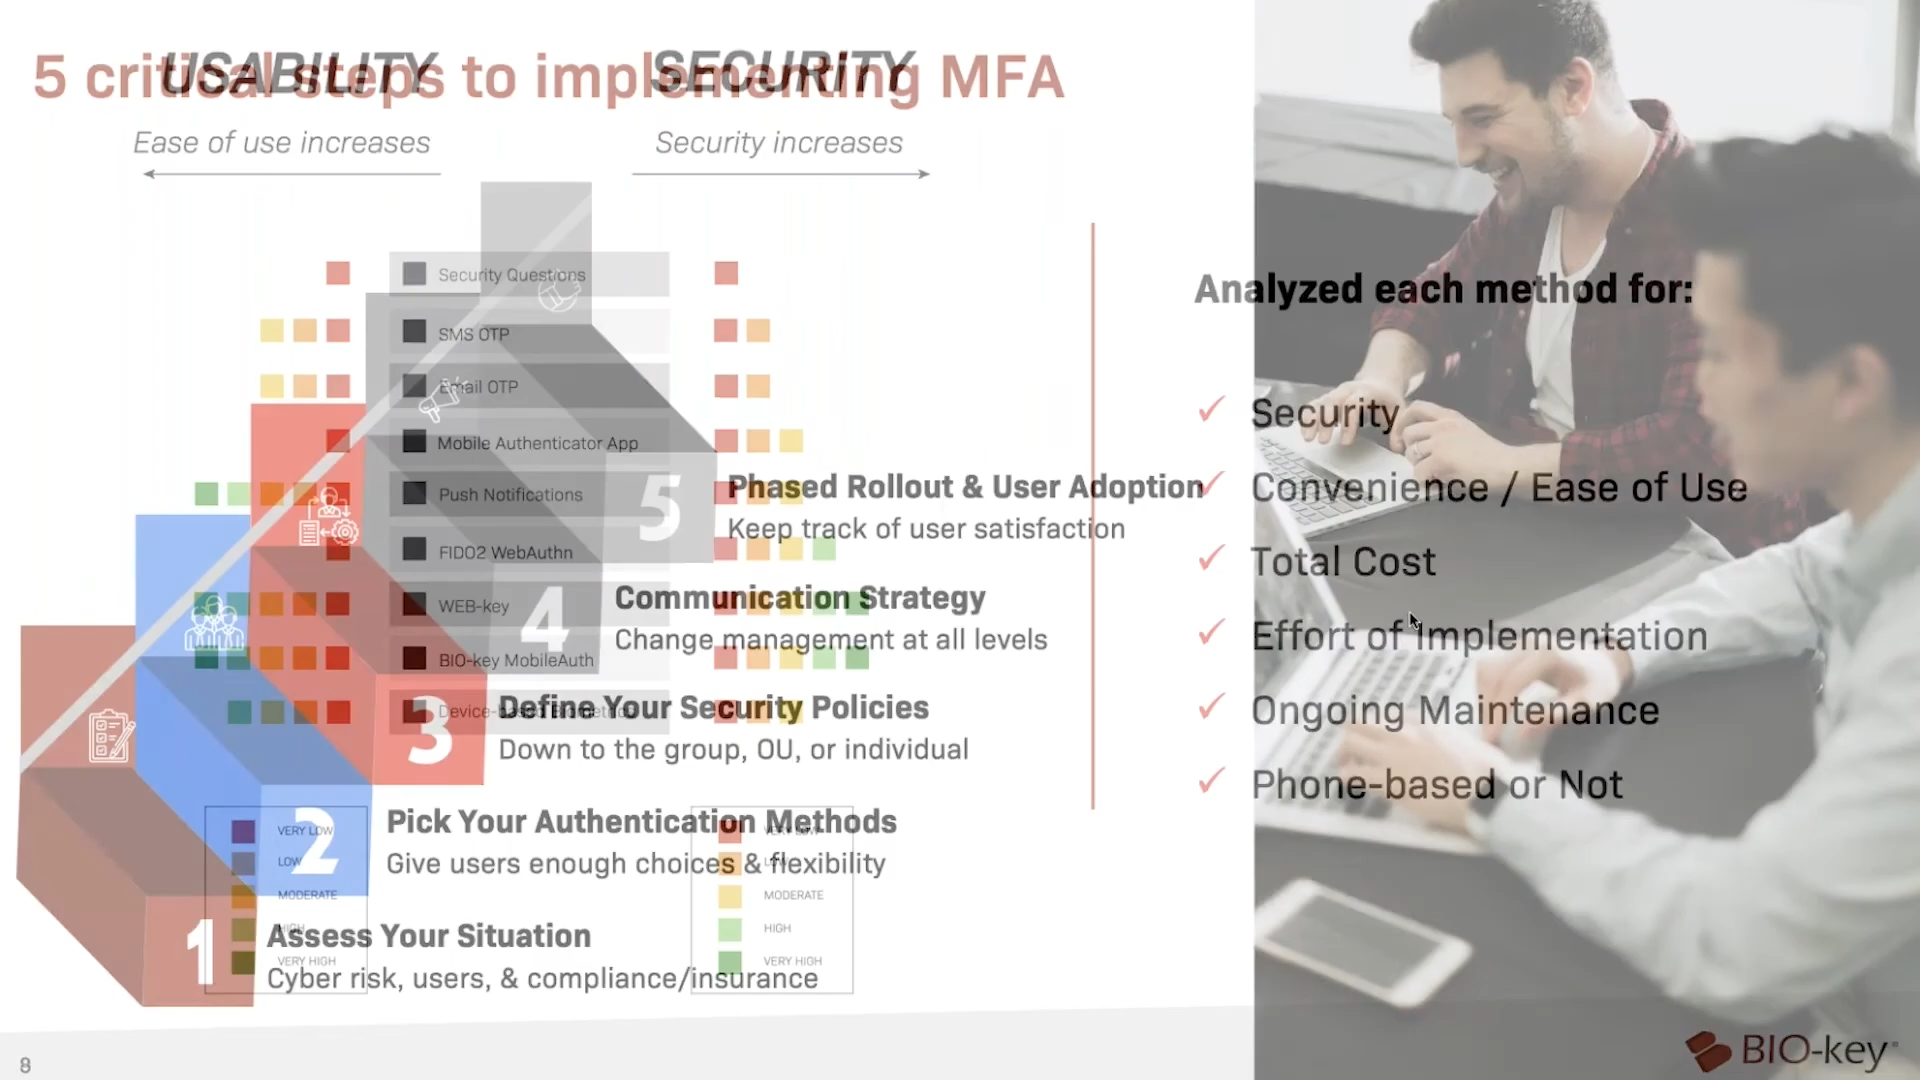 5 critical steps to implementing MFA
USABILITY
SECURITY
Ease of use increases
Security increases
Security Questions
SMS OTP
Email OTP
Mobile Authenticator App
Push Notifications
FIDO2 WebAuthn
WEB-key
BIO-key MobileAuth
Device-based Biometrics
Analyzed each method for:
✓ Security
✓ Convenience / Ease of Use
✓ Total Cost
✓ Effort of Implementation
✓ Ongoing Maintenance
✓ Phone-based or Not
5
Phased Rollout & User Adoption
Keep track of user satisfaction
4
Communication Strategy
Change management at all levels
3
Define Your Security Policies
Down to the group, OU, or individual
2
Pick Your Authentication Methods
Give users enough choices & flexibility
1
Assess Your Situation
Cyber risk, users, & compliance/insurance
VERY LOW
LOW
MODERATE
HIGH
VERY HIGH
VERY LOW
LOW
MODERATE
HIGH
VERY HIGH
8
BIO-key